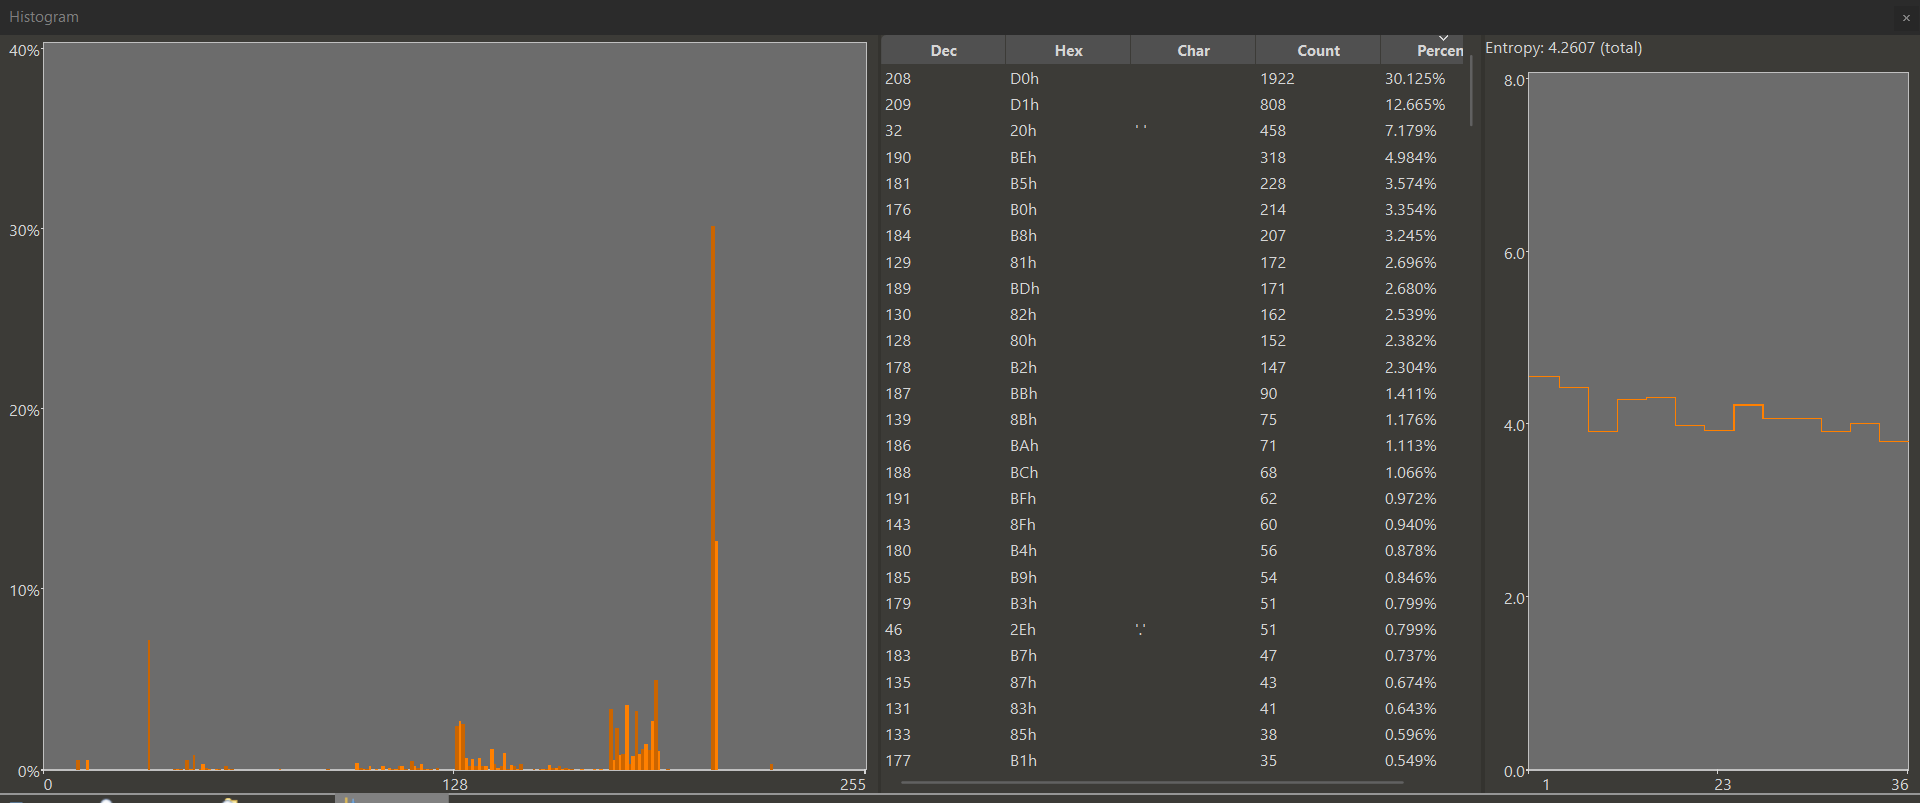 Histogram ×
40%
30%
20%
10%
0%
0 128 255
Dec Hex Char Count Percen
208 D0h 1922 30.125%
209 D1h 808 12.665%
32 20h ' ' 458 7.179%
190 BEh 318 4.984%
181 B5h 228 3.574%
176 B0h 214 3.354%
184 B8h 207 3.245%
129 81h 172 2.696%
189 BDh 171 2.680%
130 82h 162 2.539%
128 80h 152 2.382%
178 B2h 147 2.304%
187 BBh 90 1.411%
139 8Bh 75 1.176%
186 BAh 71 1.113%
188 BCh 68 1.066%
191 BFh 62 0.972%
143 8Fh 60 0.940%
180 B4h 56 0.878%
185 B9h 54 0.846%
179 B3h 51 0.799%
46 2Eh '.' 51 0.799%
183 B7h 47 0.737%
135 87h 43 0.674%
131 83h 41 0.643%
133 85h 38 0.596%
177 B1h 35 0.549%
Entropy: 4.2607 (total)
8.0
6.0
4.0
2.0
0.0
1 23 36